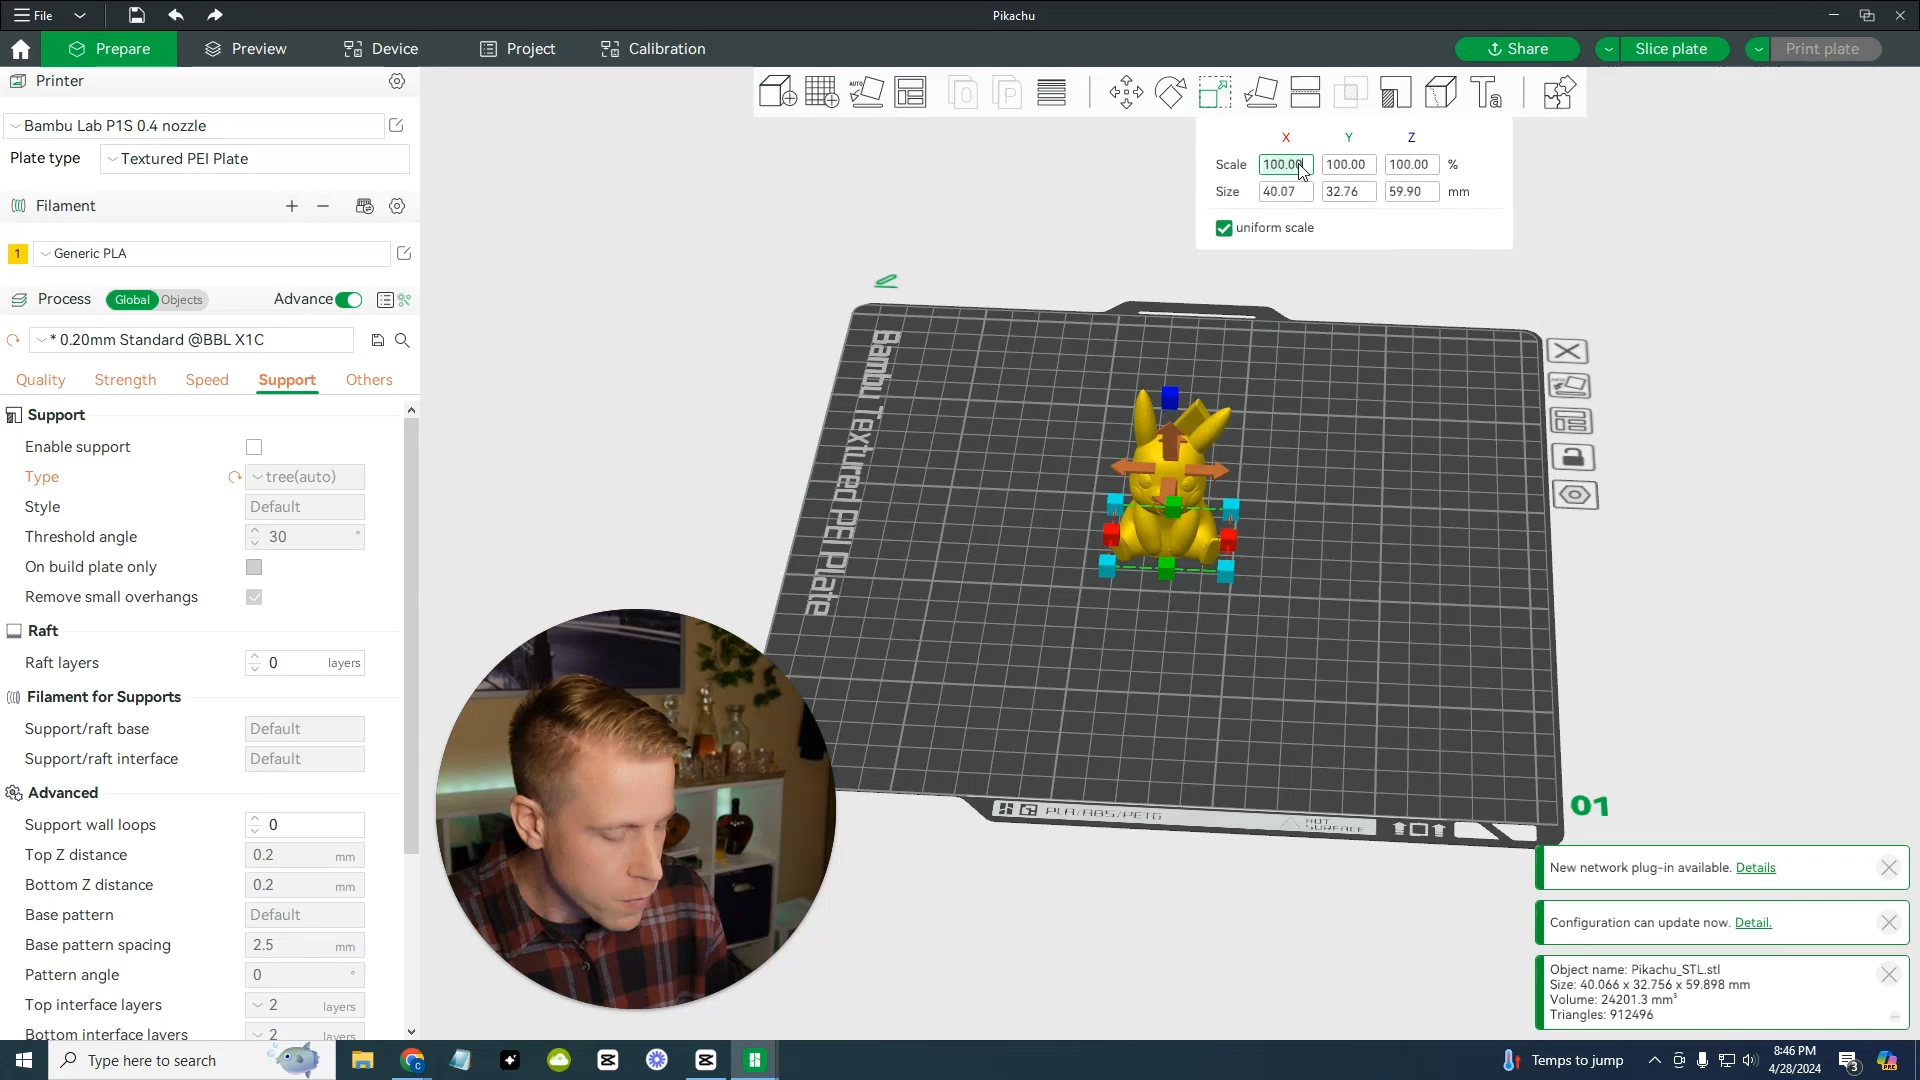 File
Pikachu
Prepare
Preview
Device
Project
Calibration
Share
Slice plate
Print plate
Printer
Bambu Lab P1S 0.4 nozzle
Plate type
Textured PEI Plate
Filament
1
Generic PLA
Process
Global
Objects
Advance
* 0.20mm Standard @BBL X1C
Quality
Strength
Speed
Support
Others
Support
Enable support
Type
tree(auto)
Style
Default
Threshold angle
30 °
On build plate only
Remove small overhangs
Raft
Raft layers
0 layers
Filament for Supports
Support/raft base
Default
Support/raft interface
Default
Advanced
Support wall loops
0
Top Z distance
0.2 mm
Bottom Z distance
0.2 mm
Base pattern
Default
Base pattern spacing
2.5 mm
Pattern angle
0 °
Top interface layers
2 layers
Bottom interface layers
2 layers
AUTO
O
P
Ta
X Y Z
Scale 100.00 100.00 100.00 %
Size 40.07 32.76 59.90 mm
uniform scale
Bambu Textured PEI Plate
PLA/ABS/PETG
HOT
SURFACE
01
New network plug-in available. Details
Configuration can update now. Detail.
Object name: Pikachu_STL.stl
Size: 40.066 x 32.756 x 59.898 mm
Volume: 24201.3 mm³
Triangles: 912496
Type here to search
Temps to jump
8:46 PM
4/28/2024
3